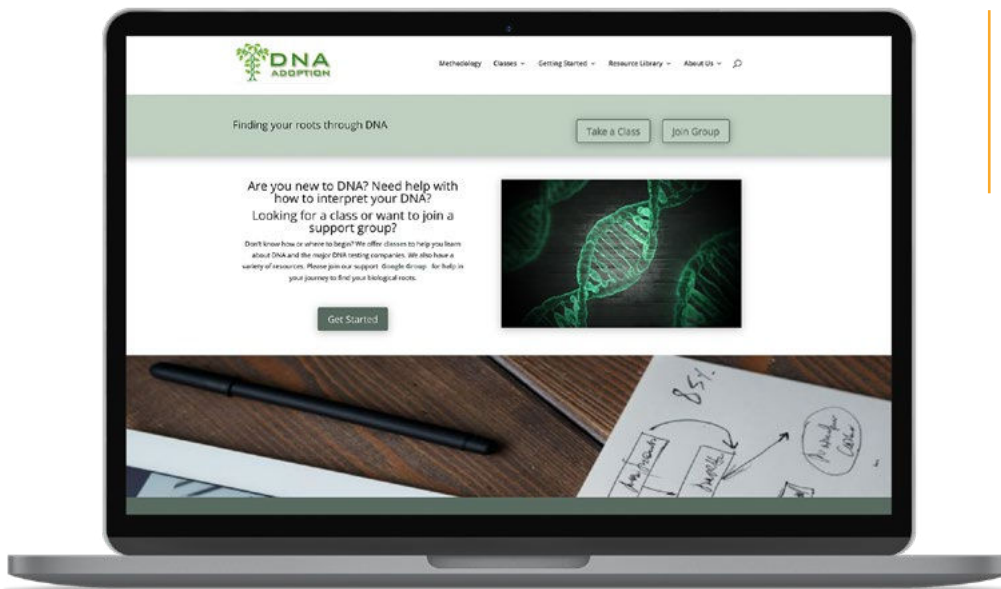 DNA
ADOPTION
Methodology Classes Getting Started Resource Library About Us
Finding your roots through DNA
Take a Class Join Group
Are you new to DNA? Need help with
how to interpret your DNA?
Looking for a class or want to join a
support group?
Don't know how or where to begin? We offer classes to help you learn
about DNA and the major DNA testing companies. We also have a
variety of resources. Please join our support Google Group for help in
your journey to find your biological roots.
Get Started
85%